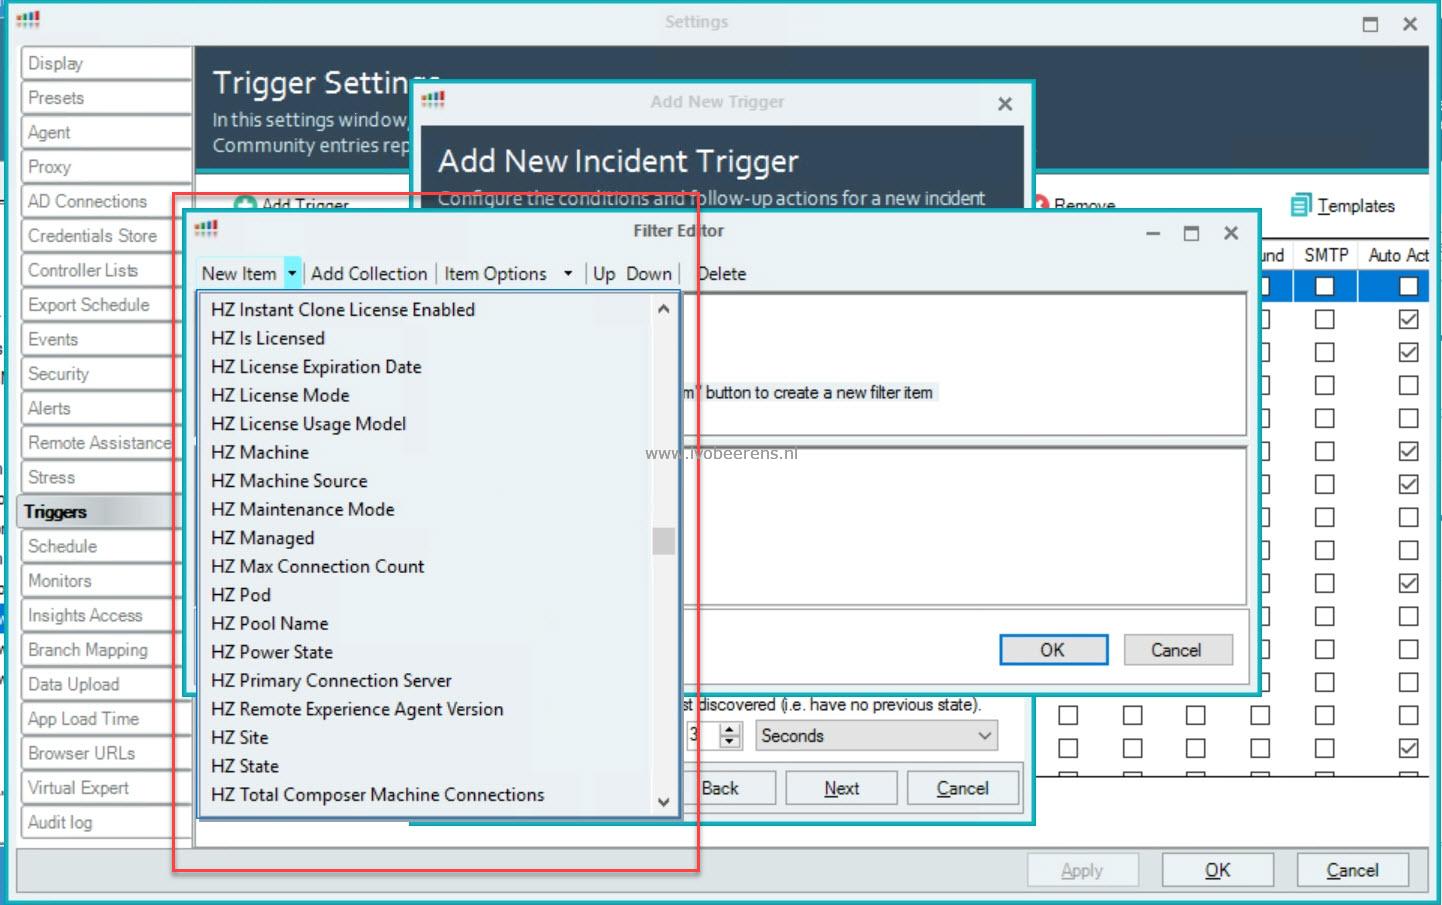 Settings
Display
Presets
Agent
Proxy
AD Connections
Credentials Store
Controller Lists
Export Schedule
Events
Security
Alerts
Remote Assistance
Stress
Triggers
Schedule
Monitors
Insights Access
Branch Mapping
Data Upload
App Load Time
Browser URLs
Virtual Expert
Audit log
Trigger Settings
In this settings window,
Community entries rep
Add Trigger
Remove
Templates
und SMTP Auto Act
Add New Trigger
Add New Incident Trigger
Configure the conditions and follow-up actions for a new incident
Filter Editor
New Item Add Collection Item Options Up Down Delete
HZ Instant Clone License Enabled
HZ Is Licensed
HZ License Expiration Date
HZ License Mode
HZ License Usage Model
HZ Machine
HZ Machine Source
HZ Maintenance Mode
HZ Managed
HZ Max Connection Count
HZ Pod
HZ Pool Name
HZ Power State
HZ Primary Connection Server
HZ Remote Experience Agent Version
HZ Site
HZ State
HZ Total Composer Machine Connections
m" button to create a new filter item
www.ivobeerens.nl
OK Cancel
st discovered (i.e. have no previous state).
3 Seconds
Back Next Cancel
Apply OK Cancel